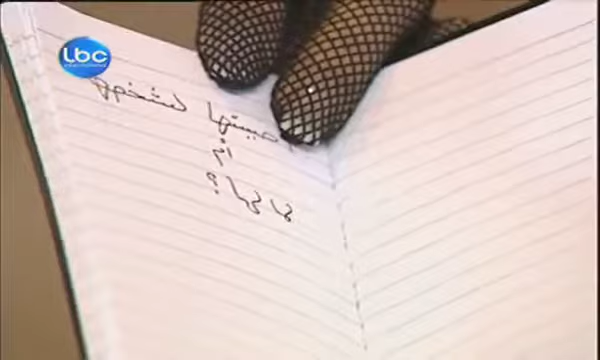 lbc
حبيتها لشخصها
أم
لمالها؟